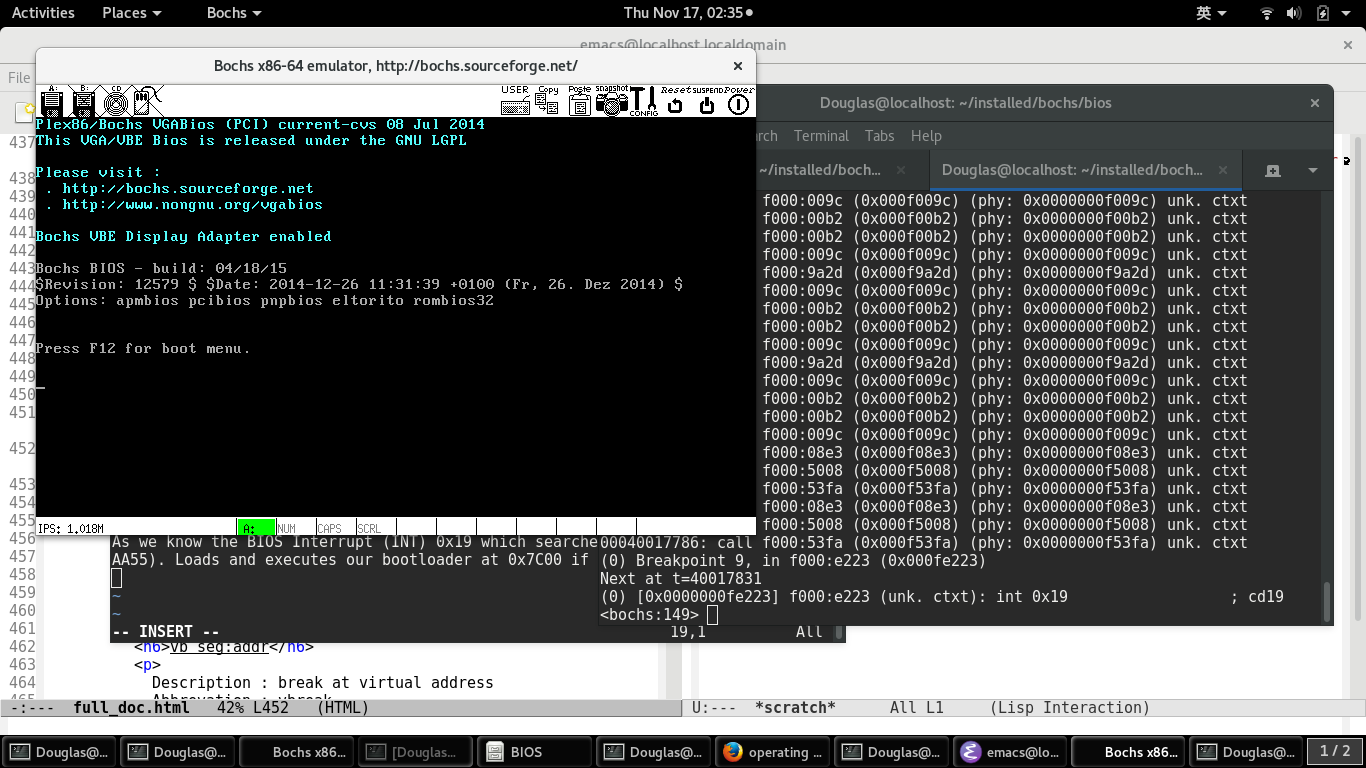 Activities Places Bochs Thu Nov 17, 02:35 英
emacs@localhost.localdomain
File
Bochs x86-64 emulator, http://bochs.sourceforge.net/
A: B: CD USER Copy Paste snapshot CONFIG Reset SUSPEND Power
Plex86/Bochs VGABios (PCI) current-cvs 08 Jul 2014
This VGA/VBE Bios is released under the GNU LGPL
Please visit :
. http://bochs.sourceforge.net
. http://www.nongnu.org/vgabios
Bochs VBE Display Adapter enabled
Bochs BIOS - build: 04/18/15
$Revision: 12579 $ $Date: 2014-12-26 11:31:39 +0100 (Fr, 26. Dez 2014) $
Options: apmbios pcibios pnpbios eltorito rombios32
Press F12 for boot menu.
IPS: 1.018M A: NUM CAPS SCRL
Douglas@localhost: ~/installed/bochs/bios
arch Terminal Tabs Help
~/installed/boch... Douglas@localhost: ~/installed/boch...
f000:009c (0x000f009c) (phy: 0x0000000f009c) unk. ctxt
f000:00b2 (0x000f00b2) (phy: 0x0000000f00b2) unk. ctxt
f000:00b2 (0x000f00b2) (phy: 0x0000000f00b2) unk. ctxt
f000:009c (0x000f009c) (phy: 0x0000000f009c) unk. ctxt
f000:9a2d (0x000f9a2d) (phy: 0x0000000f9a2d) unk. ctxt
f000:009c (0x000f009c) (phy: 0x0000000f009c) unk. ctxt
f000:00b2 (0x000f00b2) (phy: 0x0000000f00b2) unk. ctxt
f000:00b2 (0x000f00b2) (phy: 0x0000000f00b2) unk. ctxt
f000:009c (0x000f009c) (phy: 0x0000000f009c) unk. ctxt
f000:9a2d (0x000f9a2d) (phy: 0x0000000f9a2d) unk. ctxt
f000:009c (0x000f009c) (phy: 0x0000000f009c) unk. ctxt
f000:00b2 (0x000f00b2) (phy: 0x0000000f00b2) unk. ctxt
f000:00b2 (0x000f00b2) (phy: 0x0000000f00b2) unk. ctxt
f000:009c (0x000f009c) (phy: 0x0000000f009c) unk. ctxt
f000:08e3 (0x000f08e3) (phy: 0x0000000f08e3) unk. ctxt
f000:5008 (0x000f5008) (phy: 0x0000000f5008) unk. ctxt
f000:53fa (0x000f53fa) (phy: 0x0000000f53fa) unk. ctxt
f000:08e3 (0x000f08e3) (phy: 0x0000000f08e3) unk. ctxt
f000:5008 (0x000f5008) (phy: 0x0000000f5008) unk. ctxt
00040017786: call f000:53fa (0x000f53fa) (phy: 0x0000000f53fa) unk. ctxt
(0) Breakpoint 9, in f000:e223 (0x000fe223)
Next at t=40017831
(0) [0x0000000fe223] f000:e223 (unk. ctxt): int 0x19 ; cd19
<bochs:149>
As we know the BIOS Interrupt (INT) 0x19 which searche
AA55). Loads and executes our bootloader at 0x7C00 if
~
~
-- INSERT -- 19,1 All
437
438
439
440
441
442
443
444
445
446
447
448
449
450
451
452
453
454
455
456
457
458
459
460
461
462 <h6>vb seg:addr</h6>
463 <p>
464 Description : break at virtual address
465 Abbrevation : vbreak
-:--- full_doc.html 42% L452 (HTML)
U:--- *scratch* All L1 (Lisp Interaction)
Douglas@... Douglas@... Bochs x86... [Douglas... BIOS Douglas@... operating ... Douglas@... emacs@lo... Bochs x86... Douglas@... 1 / 2